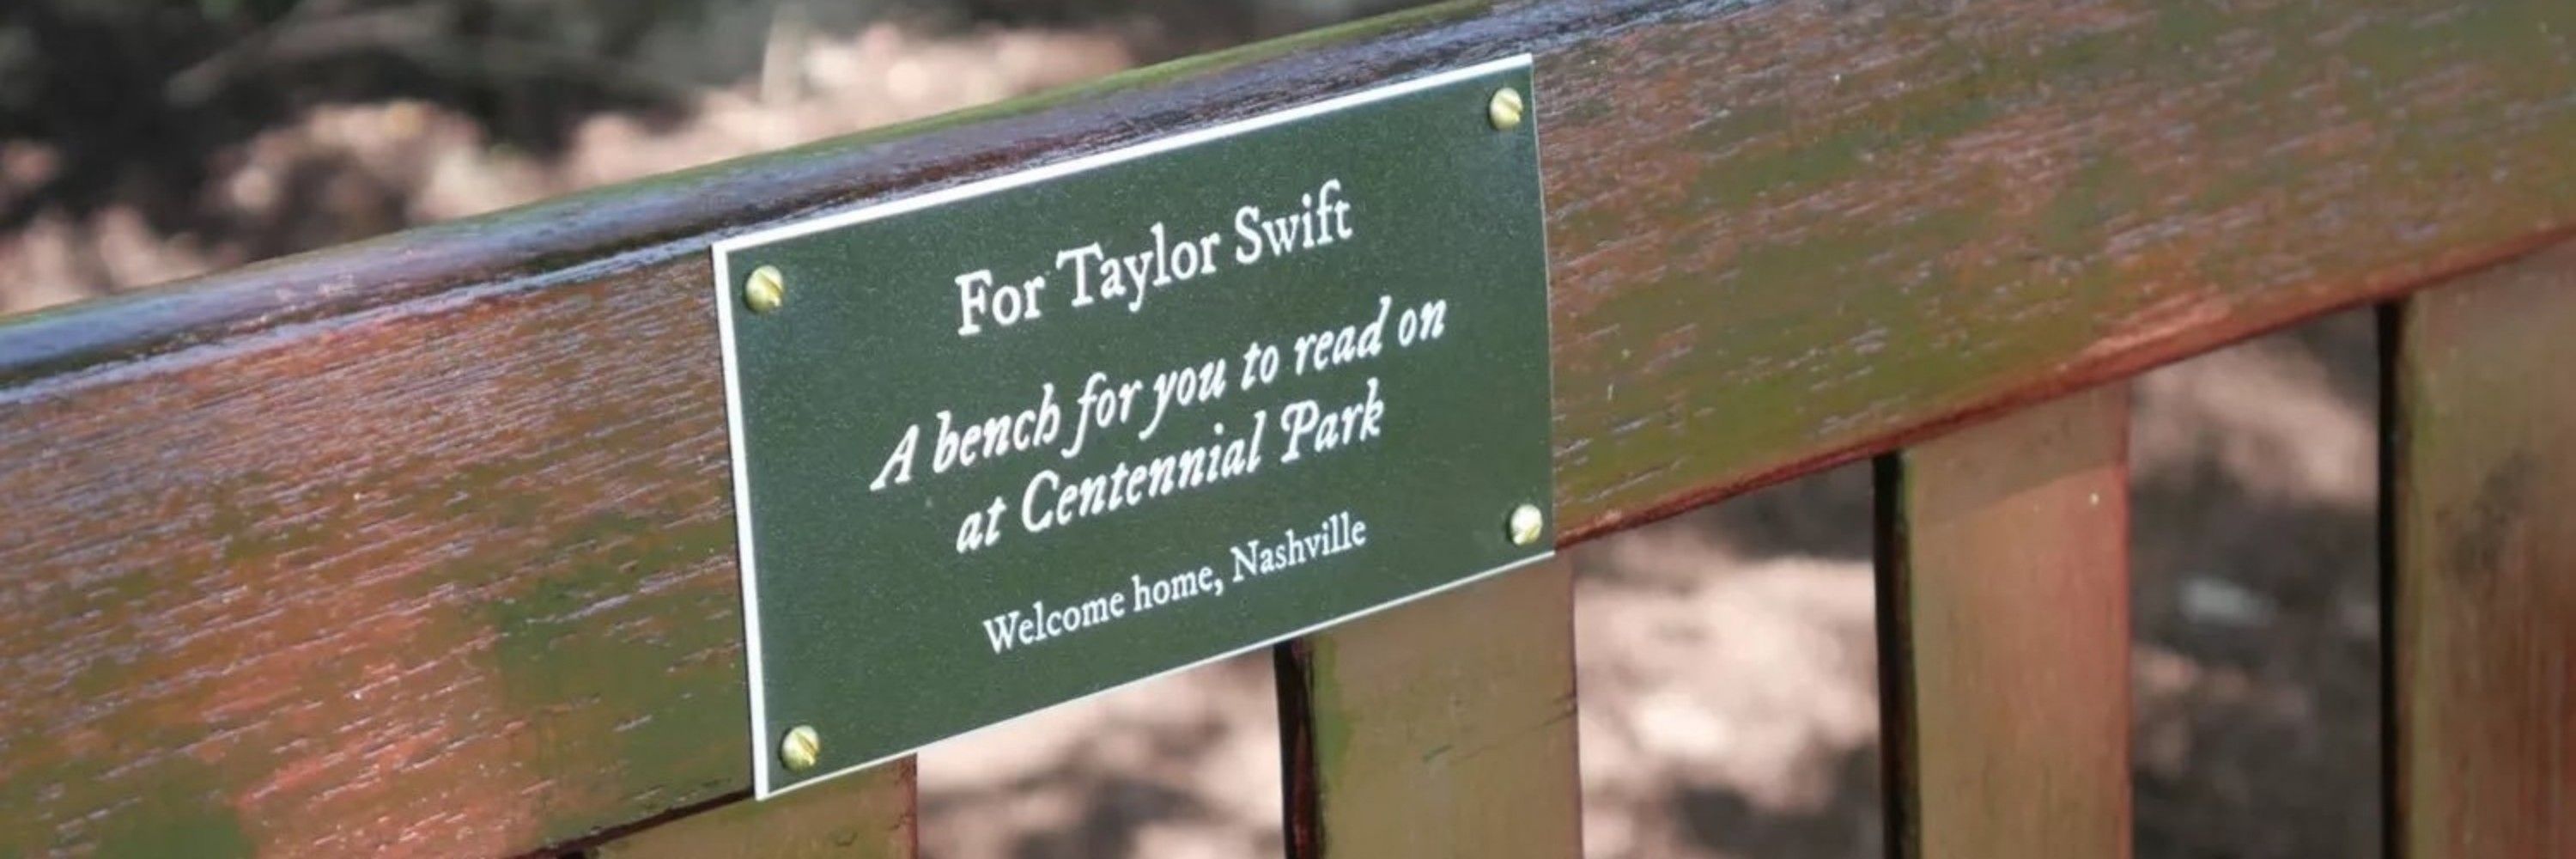 For Taylor Swift
A bench for you to read on
at Centennial Park
Welcome home, Nashville